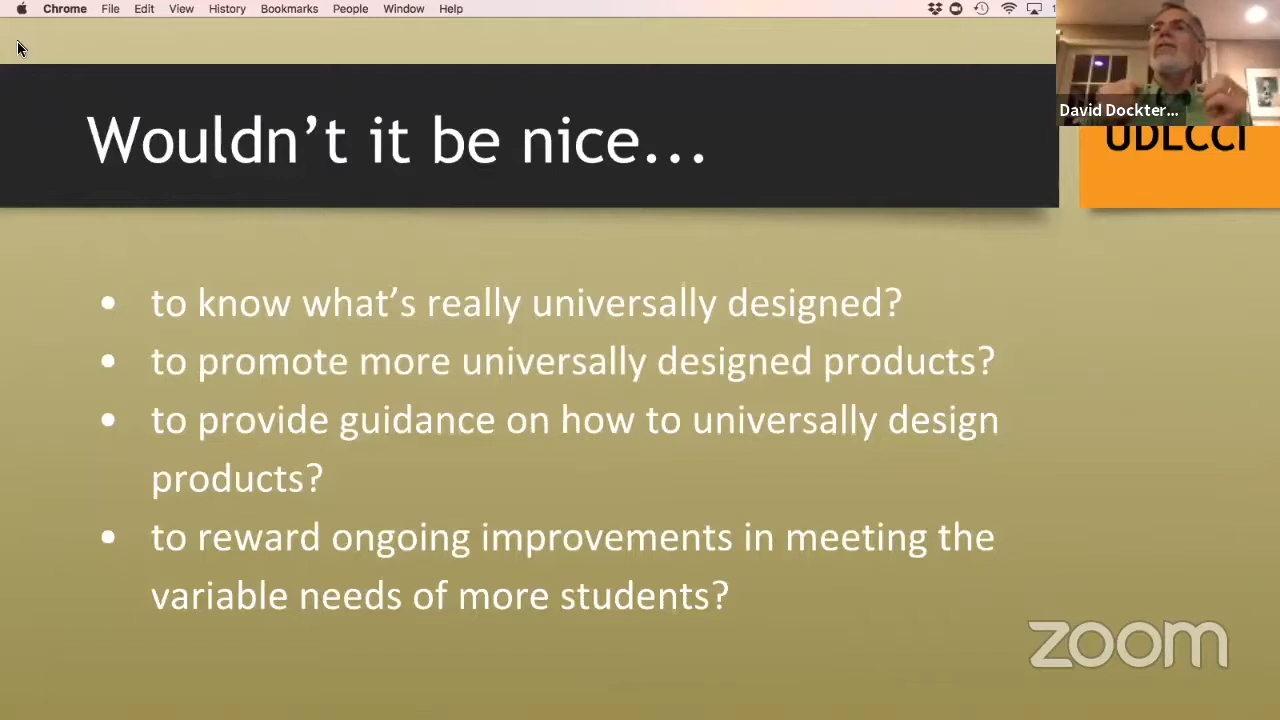 Chrome File Edit View History Bookmarks People Window Help
David Dockter...
Wouldn't it be nice...
UDLCCI
• to know what's really universally designed?
• to promote more universally designed products?
• to provide guidance on how to universally design
products?
• to reward ongoing improvements in meeting the
variable needs of more students?
zoom